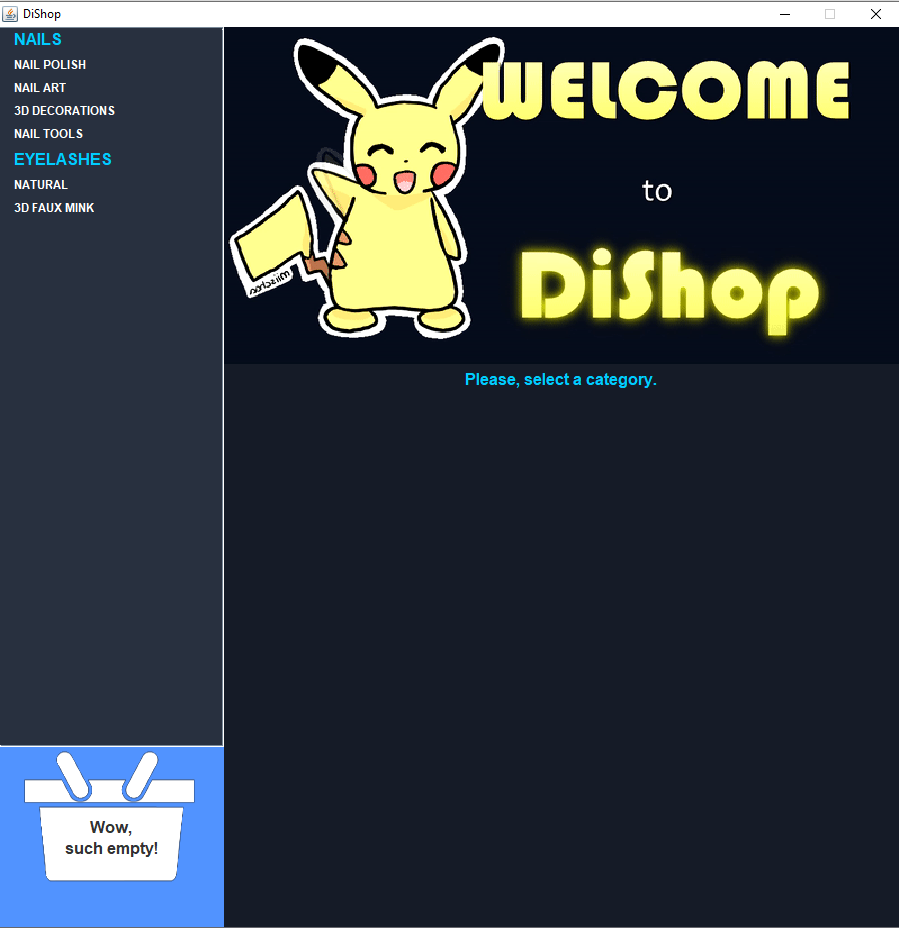 DiShop
NAILS
NAIL POLISH
NAIL ART
3D DECORATIONS
NAIL TOOLS
EYELASHES
NATURAL
3D FAUX MINK
WELCOME
to
DiShop
Please, select a category.
Wow,
such empty!